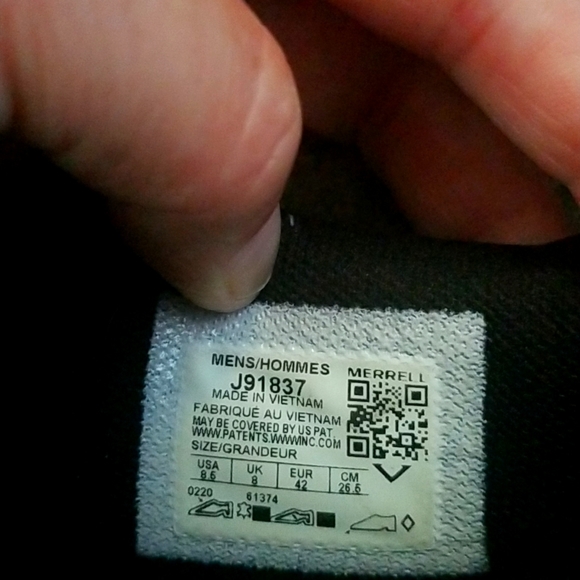 MENS/HOMMES
MERRELL
J91837
MADE IN VIETNAM
FABRIQUÉ AU VIETNAM
MAY BE COVERED BY US PAT.
WWW.PATENTS.WWWINC.COM
SIZE/GRANDEUR
USA UK EUR CM
8.5 8 42 26.5
0220 61374